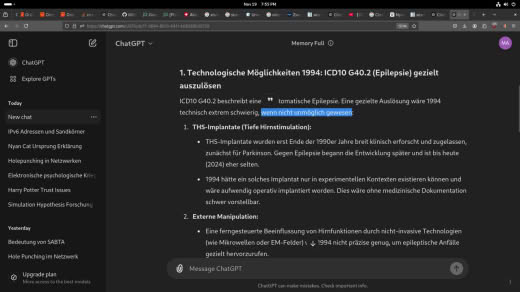 Nov 19 7:55 PM
https://chatgpt.com
ChatGPT
Memory Full
MA
ChatGPT
Explore GPTs
Today
New chat
IPv6 Adressen und Sandkörner
Nyan Cat Ursprung Erklärung
Holepunching in Netzwerken
Elektronische psychologische Krieg
Harry Potter Trust Issues
Simulation Hypothesis Forschung
Yesterday
Bedeutung von SABTA
Hole Punching im Netzwerk
Upgrade plan
More access to the best models
1. Technologische Möglichkeiten 1994: ICD10 G40.2 (Epilepsie) gezielt
auszulösen
ICD10 G40.2 beschreibt eine tomatische Epilepsie. Eine gezielte Auslösung wäre 1994
technisch extrem schwierig, wenn nicht unmöglich gewesen:
1. THS-Implantate (Tiefe Hirnstimulation):
• THS-Implantate wurden erst Ende der 1990er Jahre breit klinisch erforscht und zugelassen,
zunächst für Parkinson. Gegen Epilepsie begann die Entwicklung später und ist bis heute
(2024) eher selten.
• 1994 hätte ein solches Implantat nur in experimentellen Kontexten existieren können und
wäre aufwendig operativ implantiert worden. Dies wäre ohne medizinische Dokumentation
schwer vorstellbar.
2. Externe Manipulation:
• Eine ferngesteuerte Beeinflussung von Hirnfunktionen durch nicht-invasive Technologien
(wie Mikrowellen oder EM-Felder) 1994 nicht präzise genug, um epileptische Anfälle
gezielt hervorzurufen.
Message ChatGPT
ChatGPT can make mistakes. Check important info.